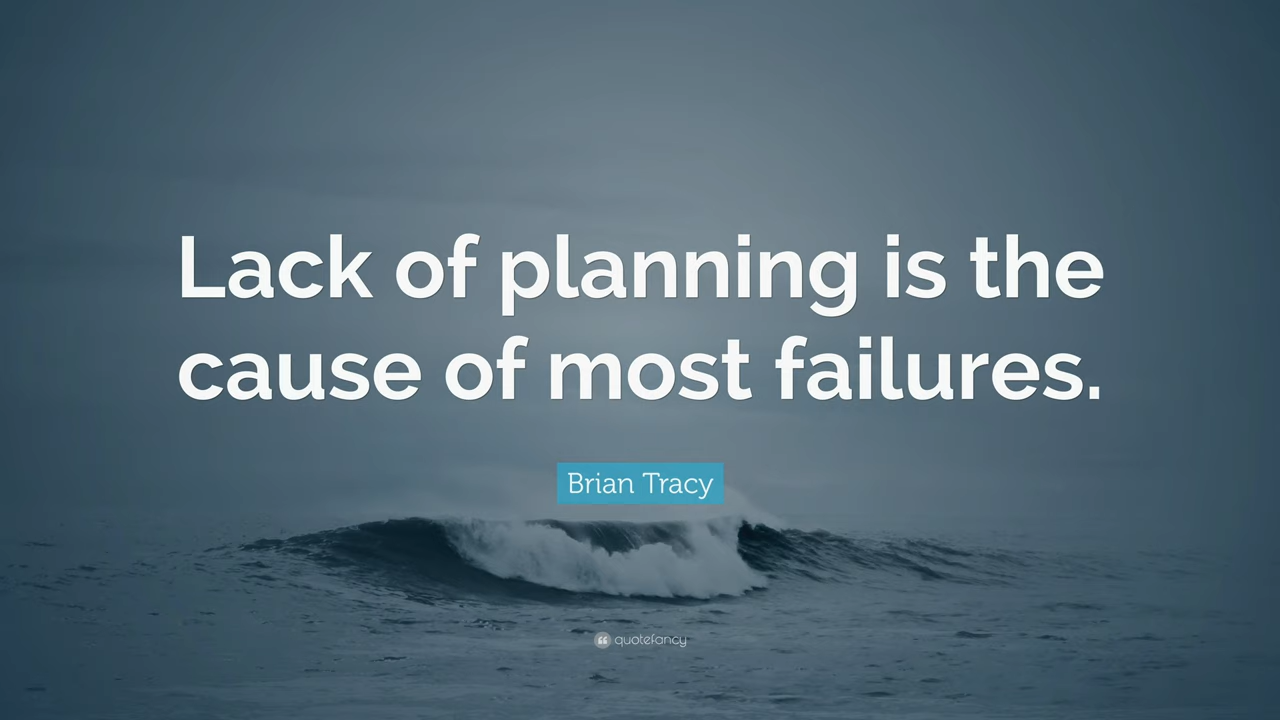 Lack of planning is the
cause of most failures.
Brian Tracy
quotefancy